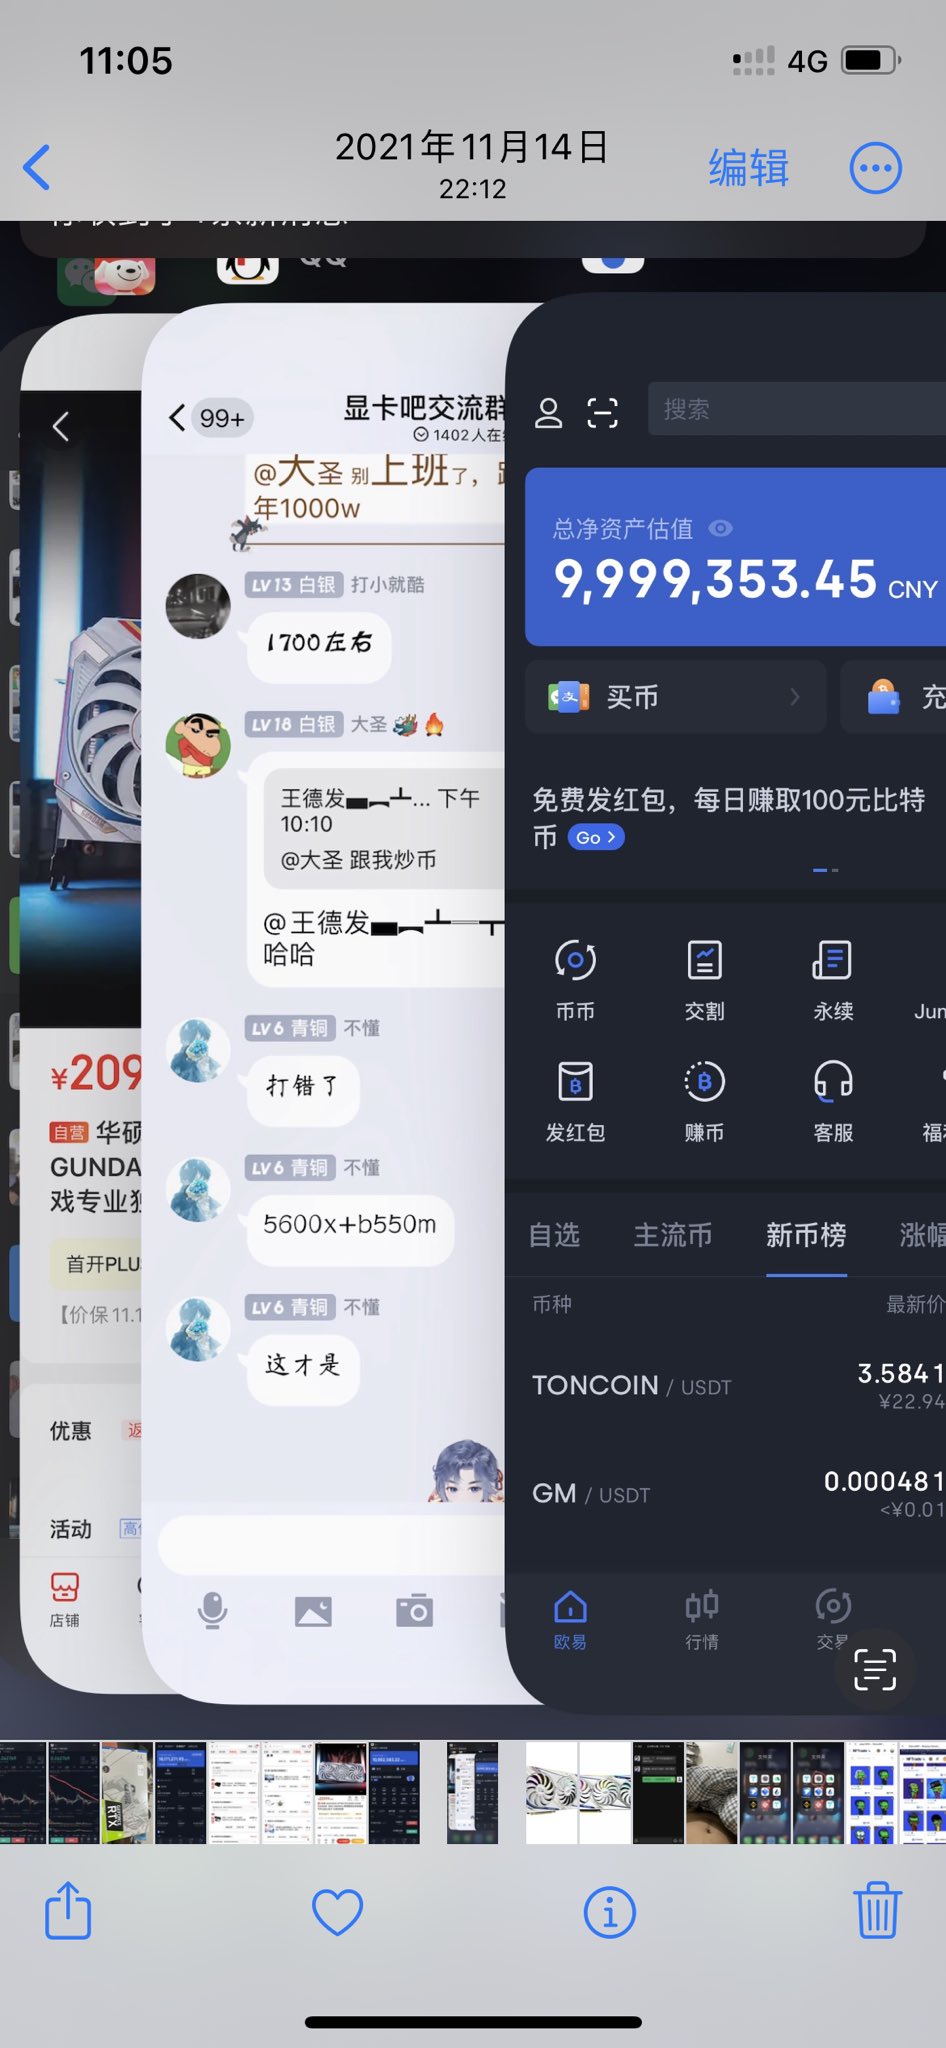 11:05
4G
2021年11月14日
22:12
编辑
QQ
99+
显卡吧交流群
1402人在
@大圣 别上班了，
年1000w
LV13 白银 打小就酷
1700左右
LV18 白银 大圣🐲🔥
王德发▆▂┻... 下午
10:10
@大圣 跟我炒币
@王德发
哈哈
LV6 青铜 不懂
打错了
LV6 青铜 不懂
5600x+b550m
LV6 青铜 不懂
这才是
¥209
自营 华硕
GUNDA
戏专业
首开PLU
【价保11.1
优惠
返
活动
高
店铺
搜索
总净资产估值
9,999,353.45 CNY
买币
充
免费发红包，每日赚取100元比特
币 Go >
币币 交割 永续 Jum
发红包 赚币 客服
自选 主流币 新币榜 涨幅
币种 最新价
TONCOIN / USDT 3.5841
¥22.94
GM / USDT 0.000481
<¥0.01
欧易 行情 交易
RTX